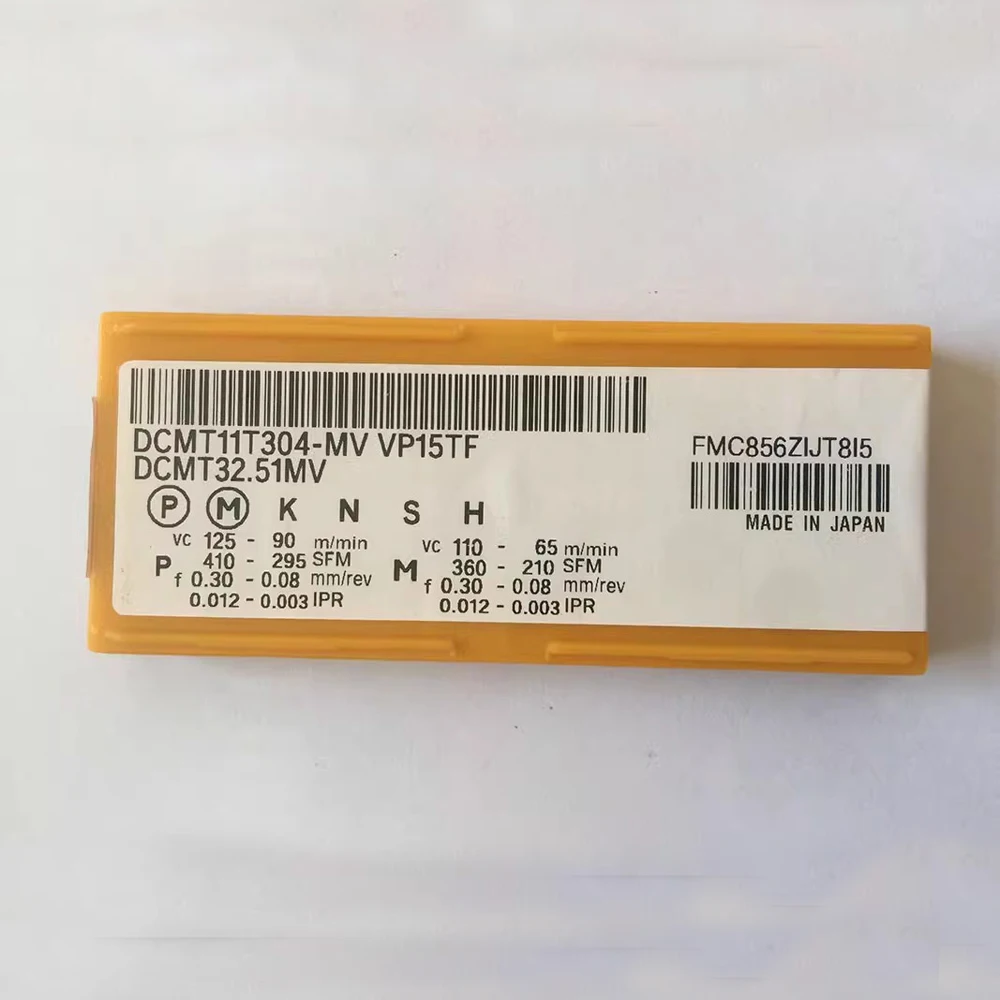 DCMT11T304-MV VP15TF
DCMT32.51MV
P M K N S H
P
vc 125 - 90 m/min
410 - 295 SFM
f 0.30 - 0.08 mm/rev
0.012 - 0.003 IPR
M
vc 110 - 65 m/min
360 - 210 SFM
f 0.30 - 0.08 mm/rev
0.012 - 0.003 IPR
FMC856ZIJT8I5
MADE IN JAPAN